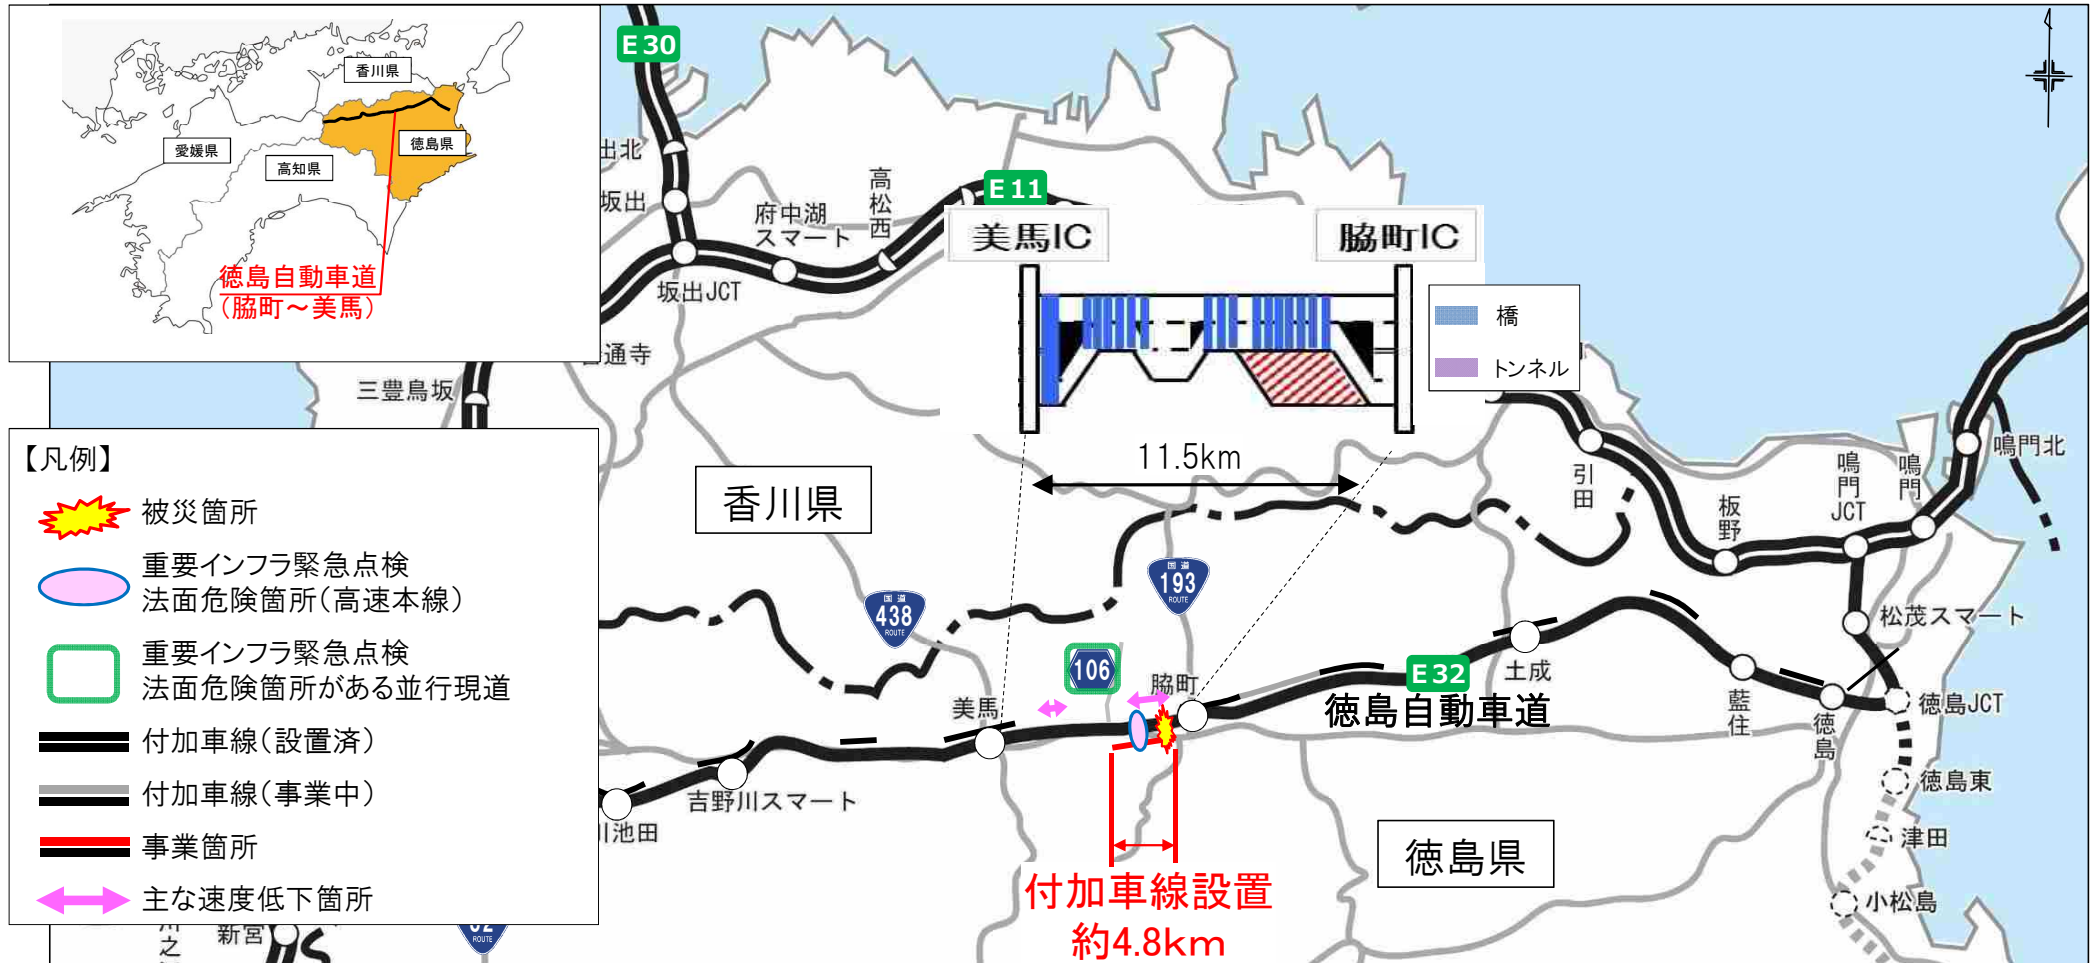 香川県
愛媛県
高知県
徳島県
徳島自動車道
（脇町～美馬）
E30
出北
坂出
府中湖
スマート
高松西
E11
坂出JCT
通寺
三豊鳥坂
美馬IC
脇町IC
橋
トンネル
11.5km
【凡例】
被災箇所
重要インフラ緊急点検
法面危険箇所（高速本線）
重要インフラ緊急点検
法面危険箇所がある並行現道
付加車線（設置済）
付加車線（事業中）
事業箇所
主な速度低下箇所
香川県
引田
板野
鳴門
JCT
鳴門
鳴門北
国道
193
ROUTE
国道
438
ROUTE
106
脇町
美馬
E32
徳島自動車道
土成
藍住
徳島
松茂スマート
徳島JCT
徳島東
津田
小松島
吉野川スマート
川池田
徳島県
付加車線設置
約4.8km
新宮
川之
ROUTE